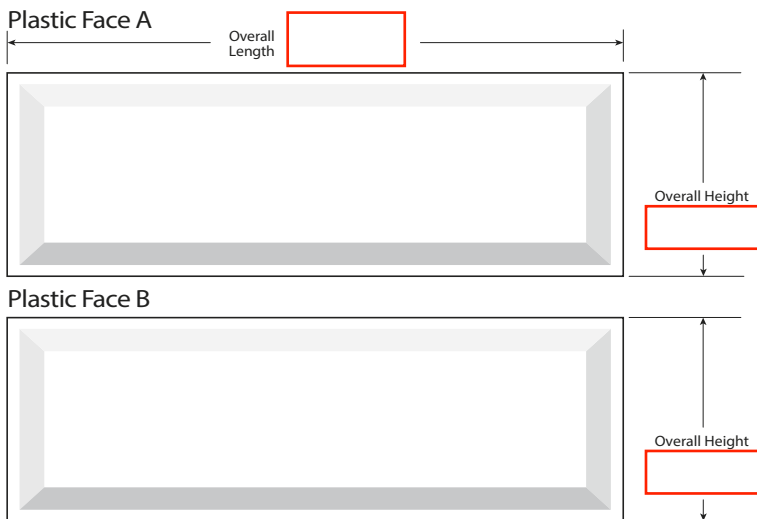 Plastic Face A
Overall
Length
Overall Height
Plastic Face B
Overall Height